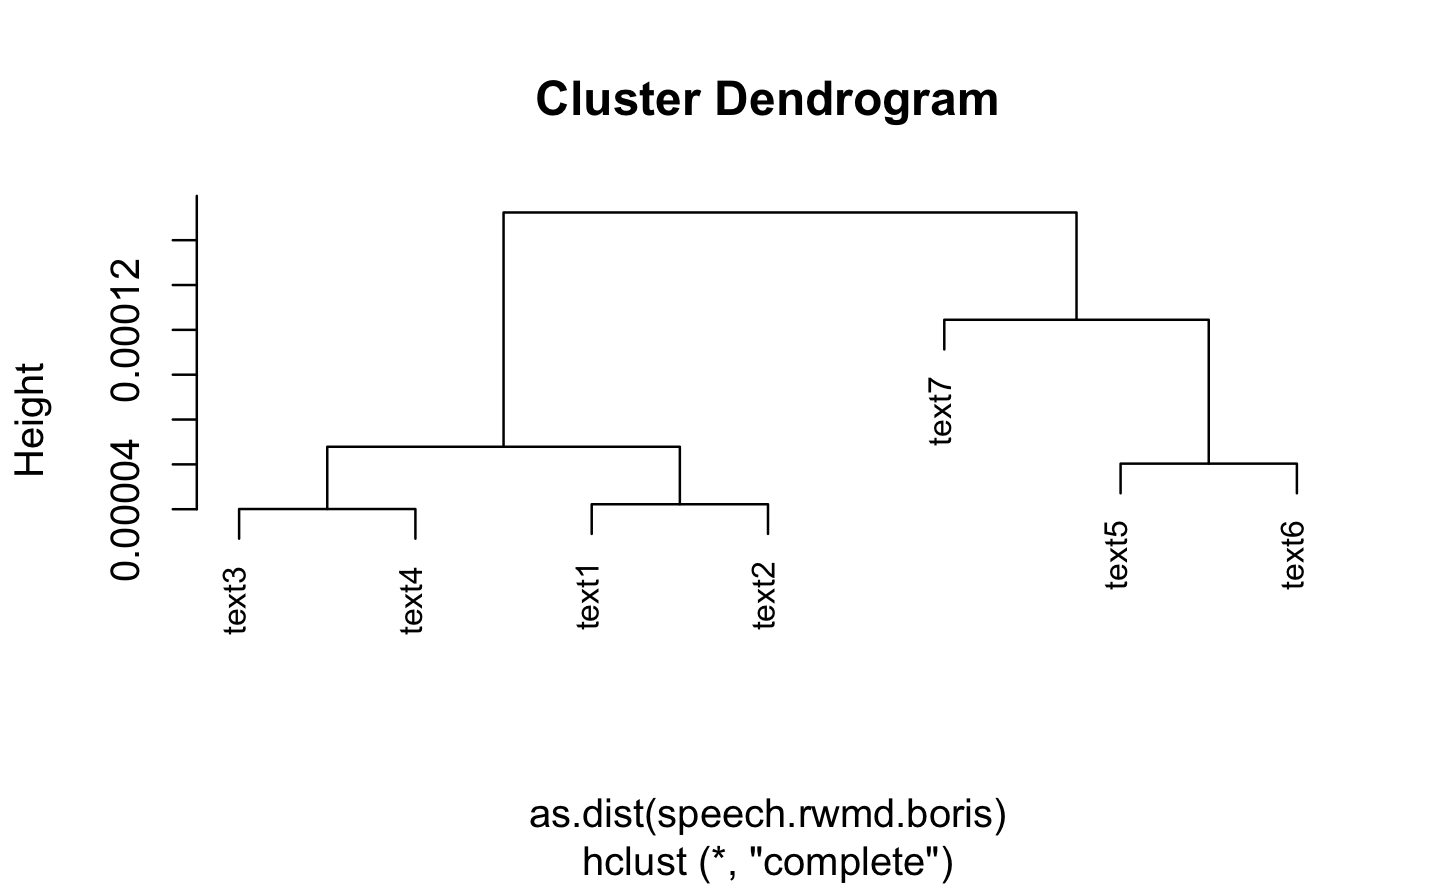 Cluster Dendrogram
Height
0.00004
0.00012
text3
text4
text1
text2
text7
text5
text6
as.dist(speech.rwmd.boris)
hclust (*, "complete")